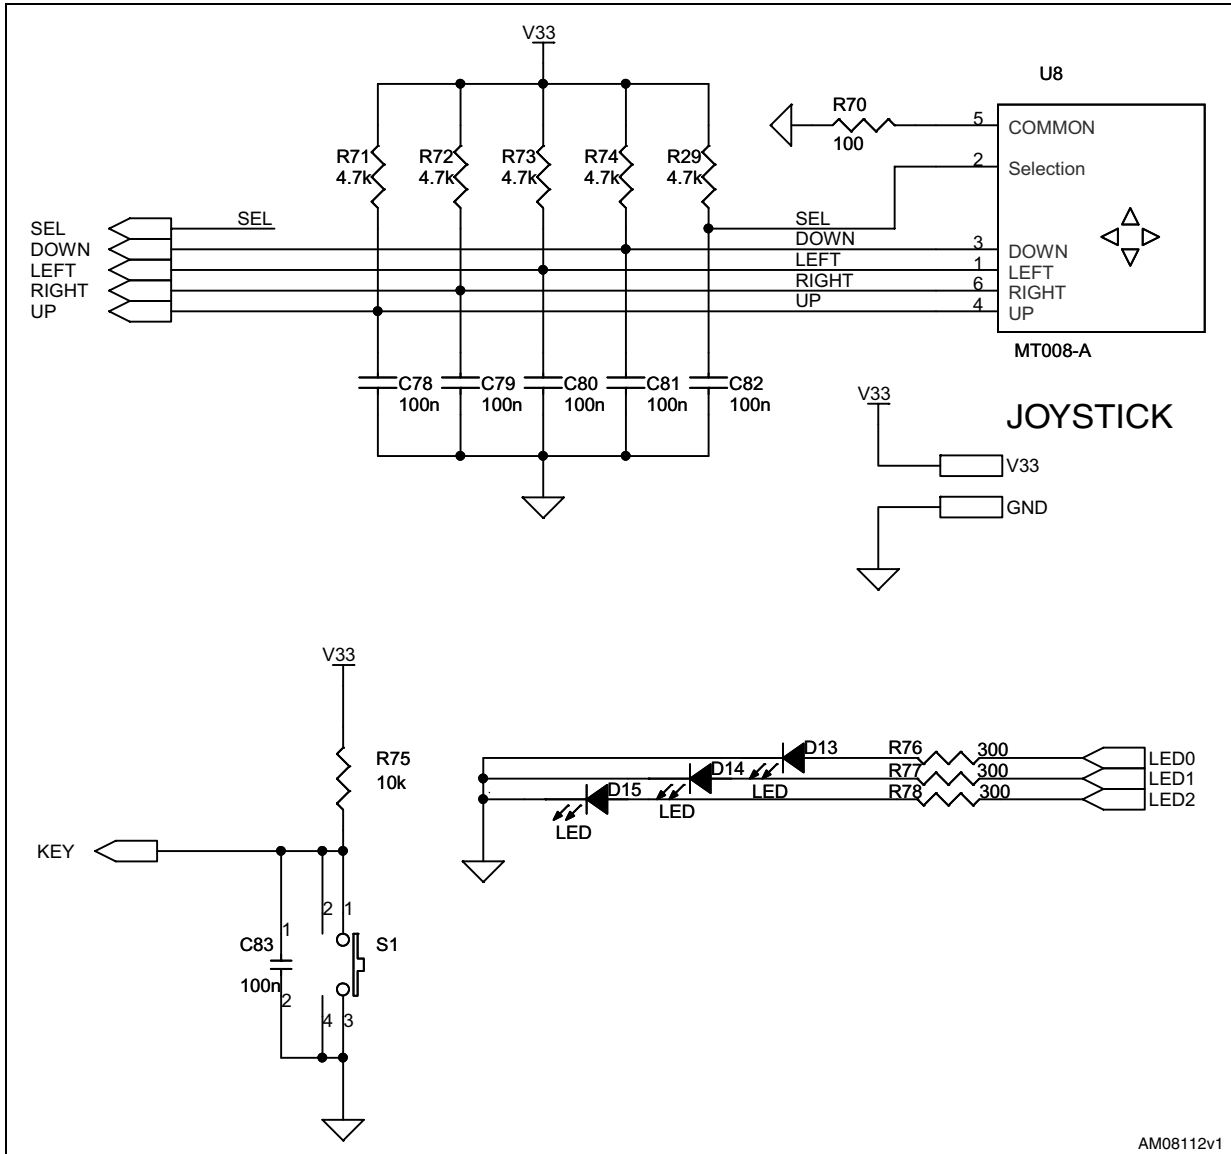 V33
U8
R71
4.7k
R72
4.7k
R73
4.7k
R74
4.7k
R29
4.7k
R70
100
5
COMMON
2
Selection
SEL
SEL
SEL
DOWN
DOWN
3
DOWN
LEFT
LEFT
1
LEFT
RIGHT
RIGHT
6
RIGHT
UP
UP
4
UP
MT008-A
C78
100n
C79
100n
C80
100n
C81
100n
C82
100n
V33
JOYSTICK
V33
GND
V33
R75
10k
D13
R76
300
LED0
D14
LED
R77
300
LED1
D15
LED
R78
300
LED2
LED
KEY
2
1
1
C83
100n
2
S1
4
3
AM08112v1